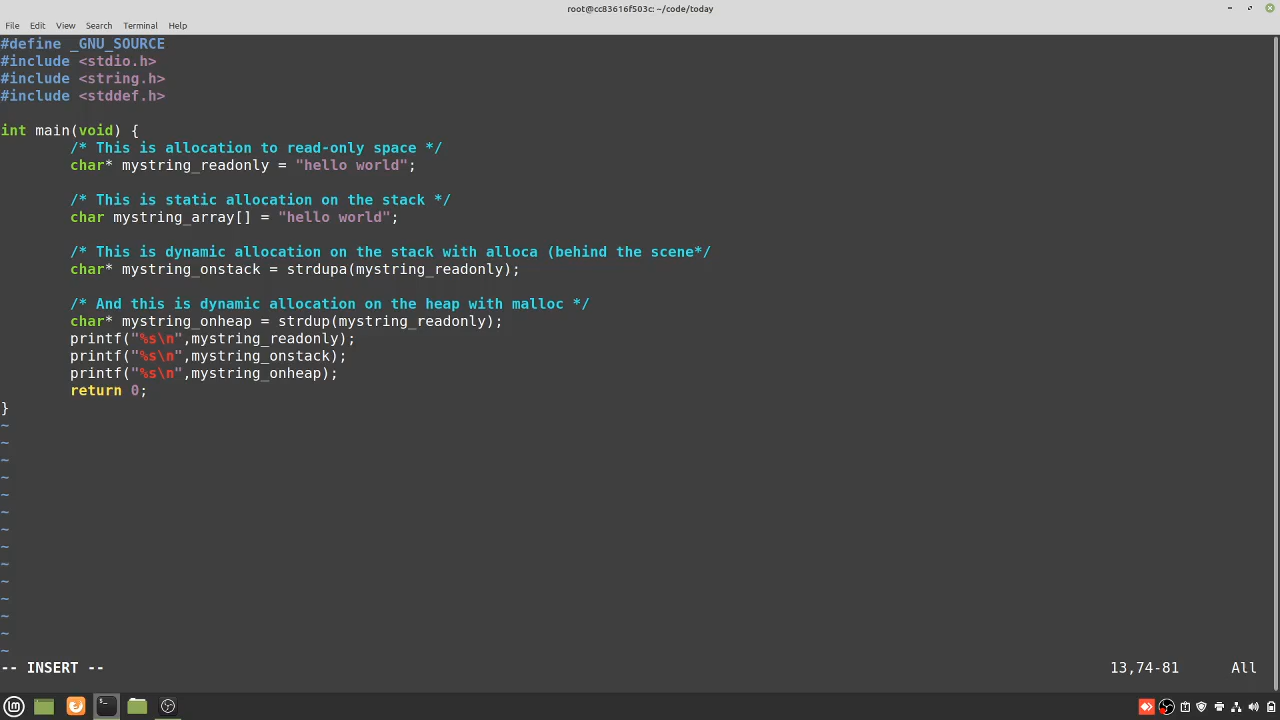 root@cc83616f503c: ~/code/today
File Edit View Search Terminal Help
#define _GNU_SOURCE
#include <stdio.h>
#include <string.h>
#include <stddef.h>
int main(void) {
/* This is allocation to read-only space */
char* mystring_readonly = "hello world";
/* This is static allocation on the stack */
char mystring_array[] = "hello world";
/* This is dynamic allocation on the stack with alloca (behind the scene*/
char* mystring_onstack = strdupa(mystring_readonly);
/* And this is dynamic allocation on the heap with malloc */
char* mystring_onheap = strdup(mystring_readonly);
printf("%s\n",mystring_readonly);
printf("%s\n",mystring_onstack);
printf("%s\n",mystring_onheap);
return 0;
}
~
~
~
~
~
~
~
~
~
~
~
~
~
~
-- INSERT -- 13,74-81 All